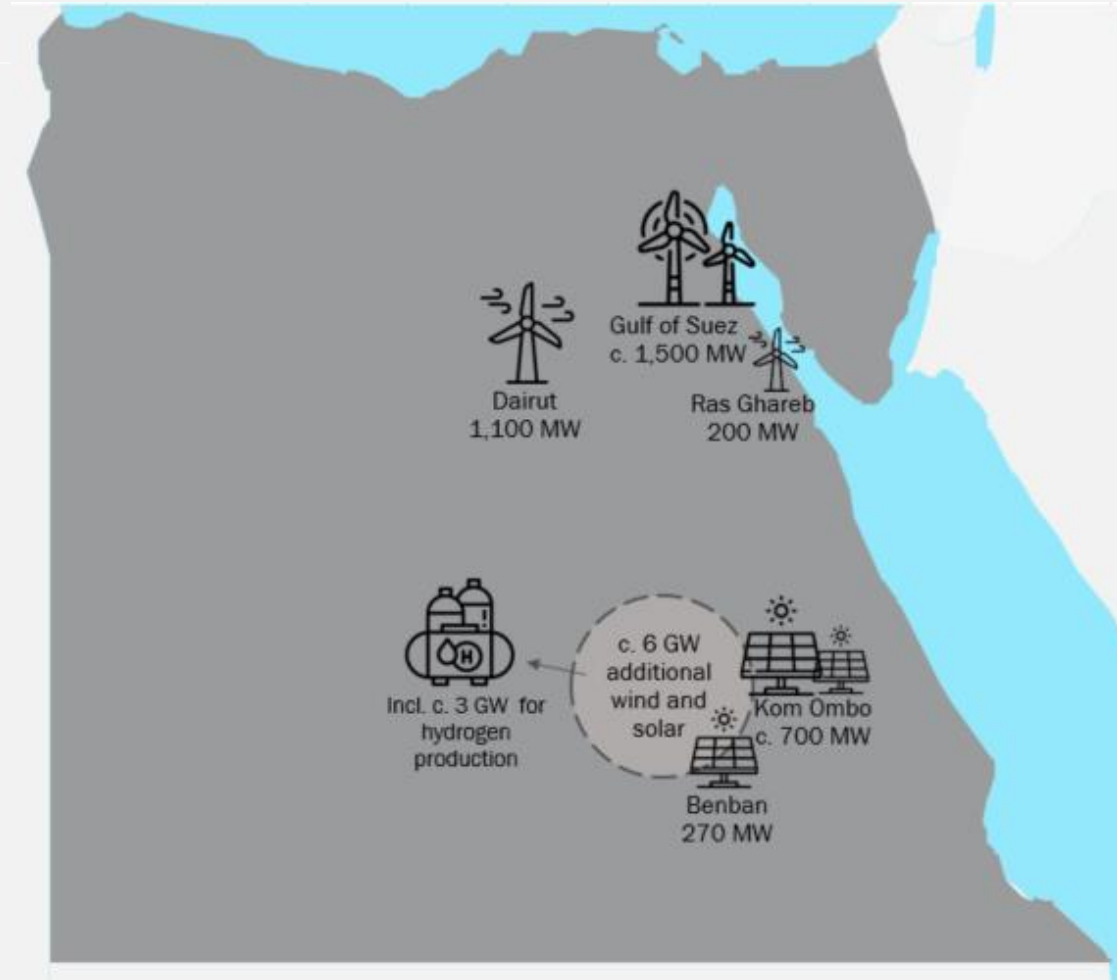 Gulf of Suez
c. 1,500 MW
Dairut
1,100 MW
Ras Ghareb
200 MW
c. 6 GW
additional
wind and
solar
H
Incl. c. 3 GW for
hydrogen
production
Kom Ombo
c. 700 MW
Benban
270 MW